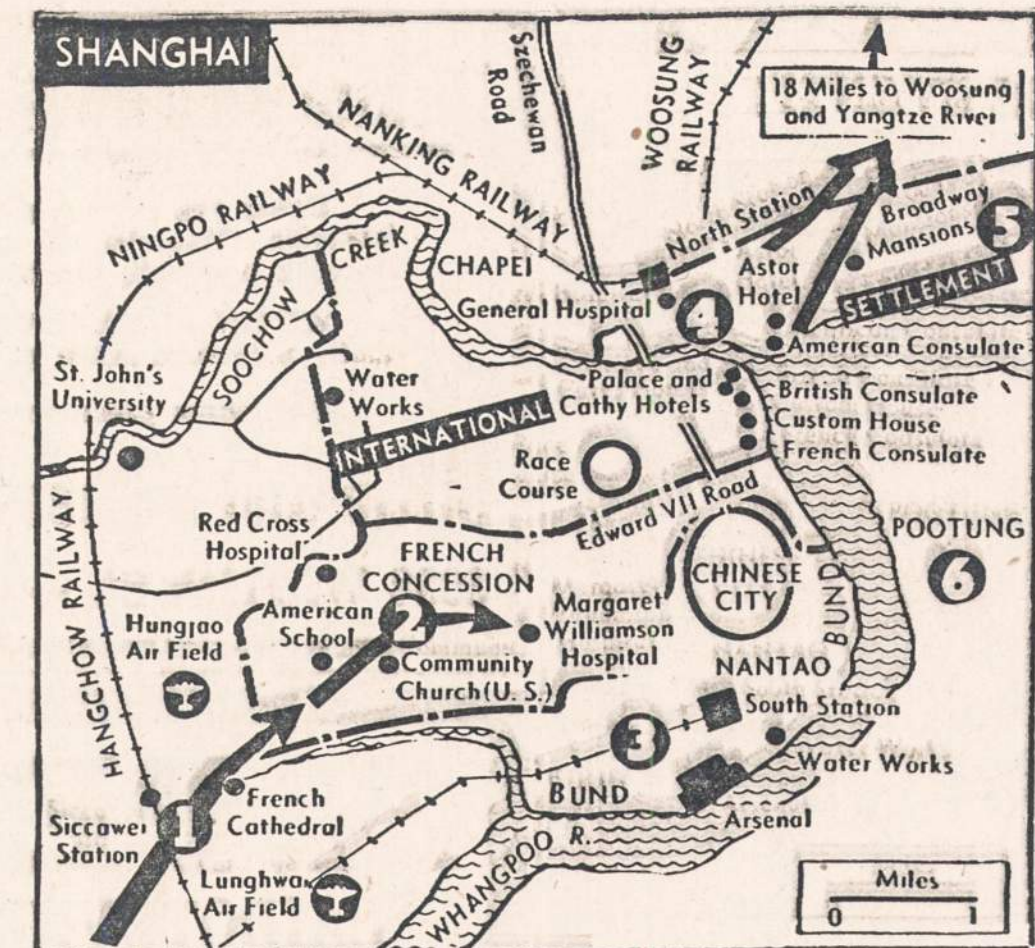 SHANGHAI
Szechewan
Road
WOOSUNG
RAILWAY
18 Miles to Woosung
and Yangtze River
NANKING RAILWAY
NINGPO RAILWAY
North Station
Broadway
Mansions
5
CREEK
CHAPEI
Astor
Hotel
SETTLEMENT
General Hospital
4
SOOCHOW
American Consulate
St. John's
University
Water
Works
Palace and
Cathy Hotels
British Consulate
INTERNATIONAL
Custom House
French Consulate
Race
Course
Edward VII Road
HANGCHOW RAILWAY
Red Cross
Hospital
FRENCH
CONCESSION
POOTUNG
6
CHINESE
CITY
BUND
American
School
2
Margaret
Williamson
Hospital
Hungjao
Air Field
Community
Church (U. S.)
NANTAO
South Station
3
Water Works
BUND
Arsenal
French
Cathedral
1
Siccawei
Station
Lunghwa
Air Field
WHANGPOO R.
Miles
0 1